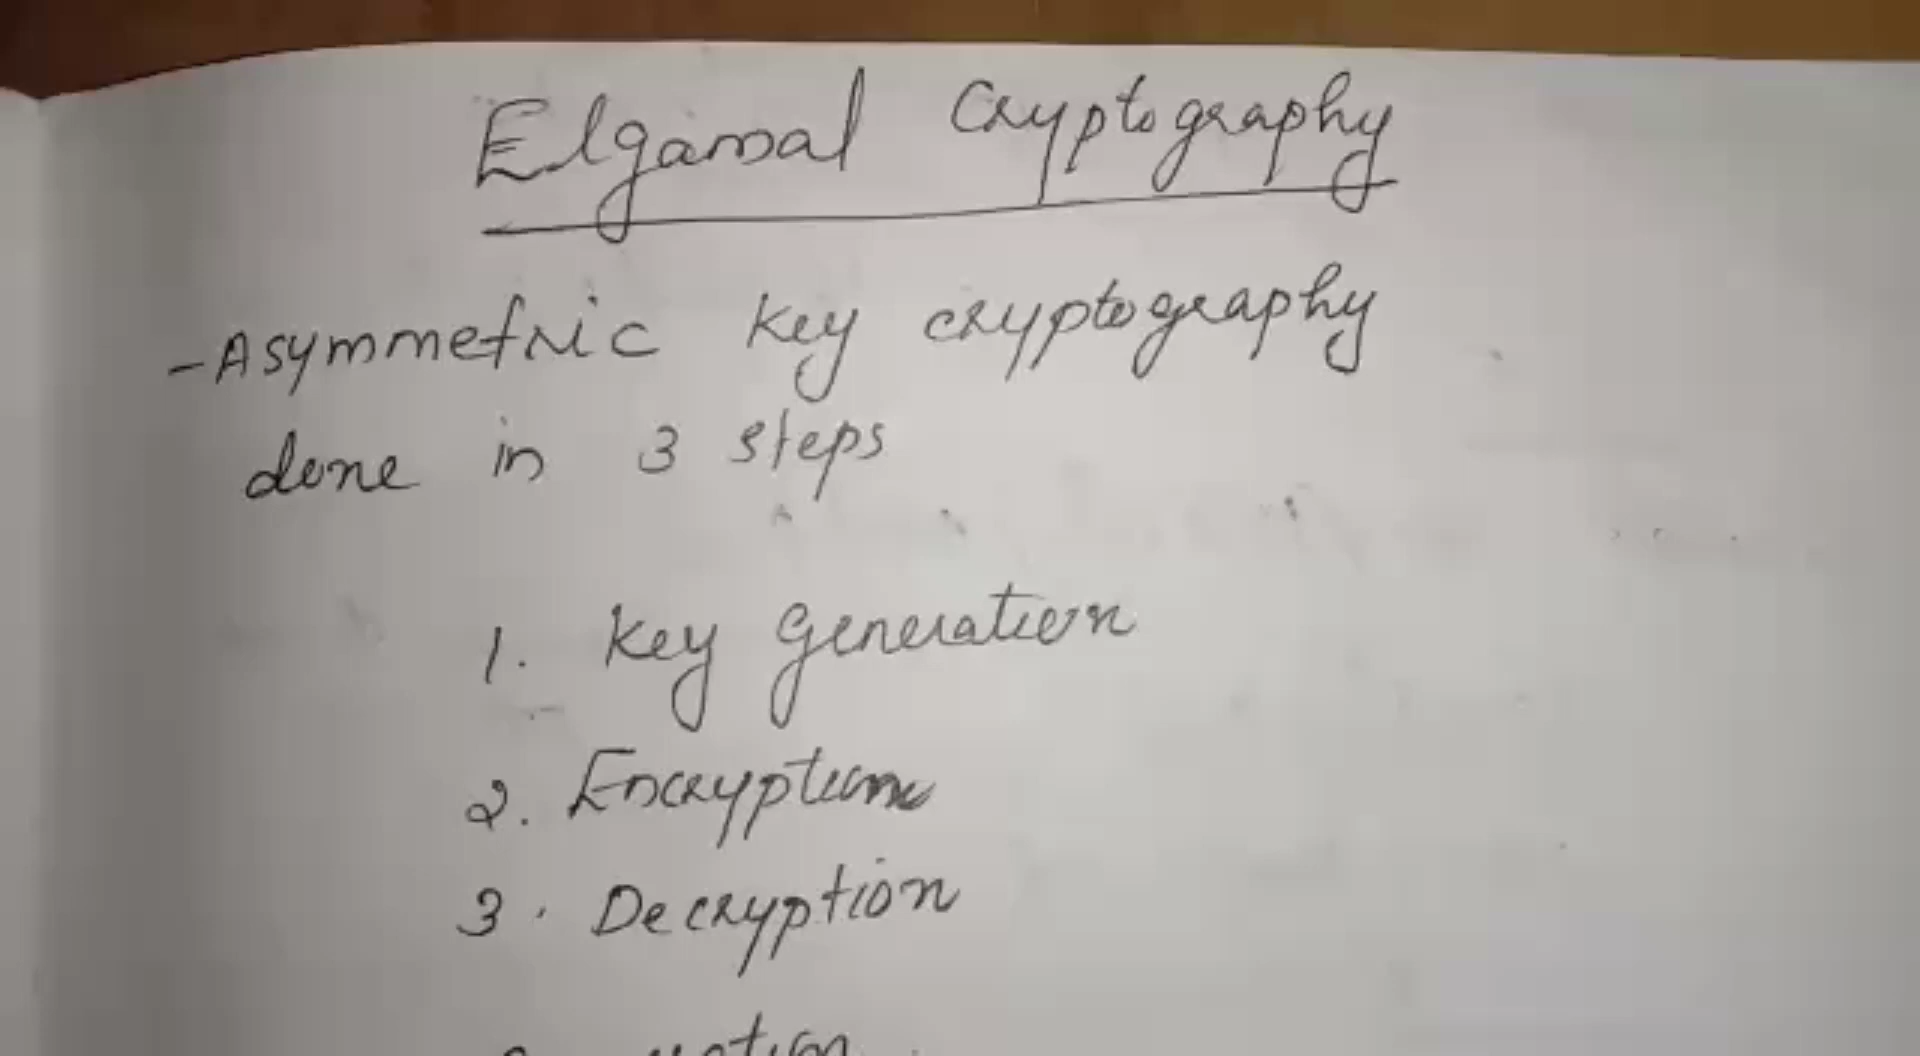 Elgamal Cryptography
- Asymmetric key cryptography
done in 3 steps
1. Key Generation
2. Encryption
3. Decryption